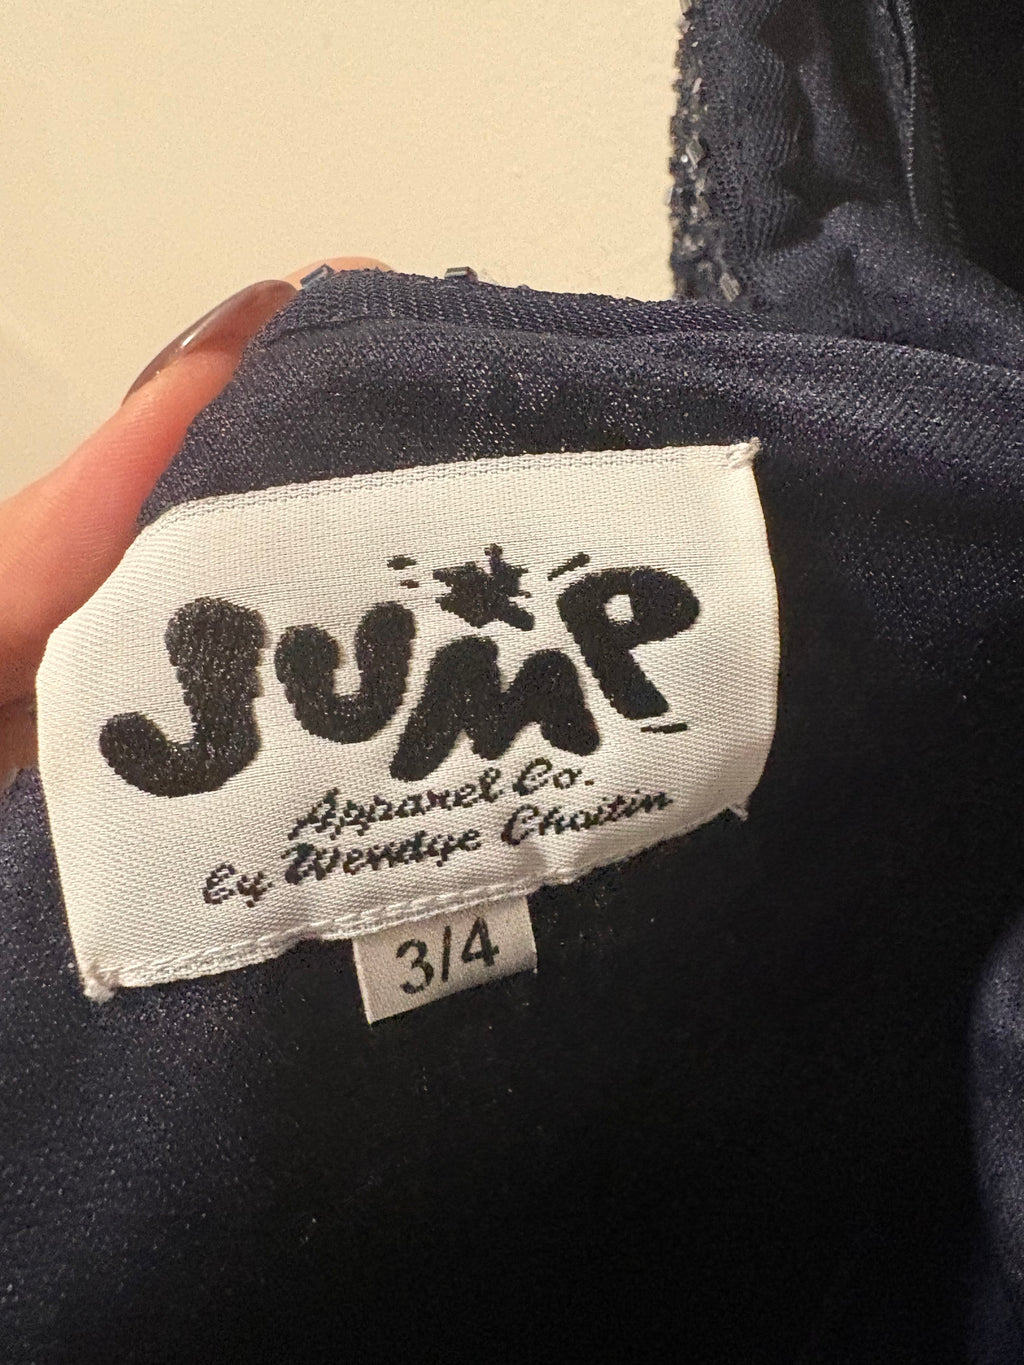 JUMP
Apparel Co.
By Wendye Chaitin
3/4